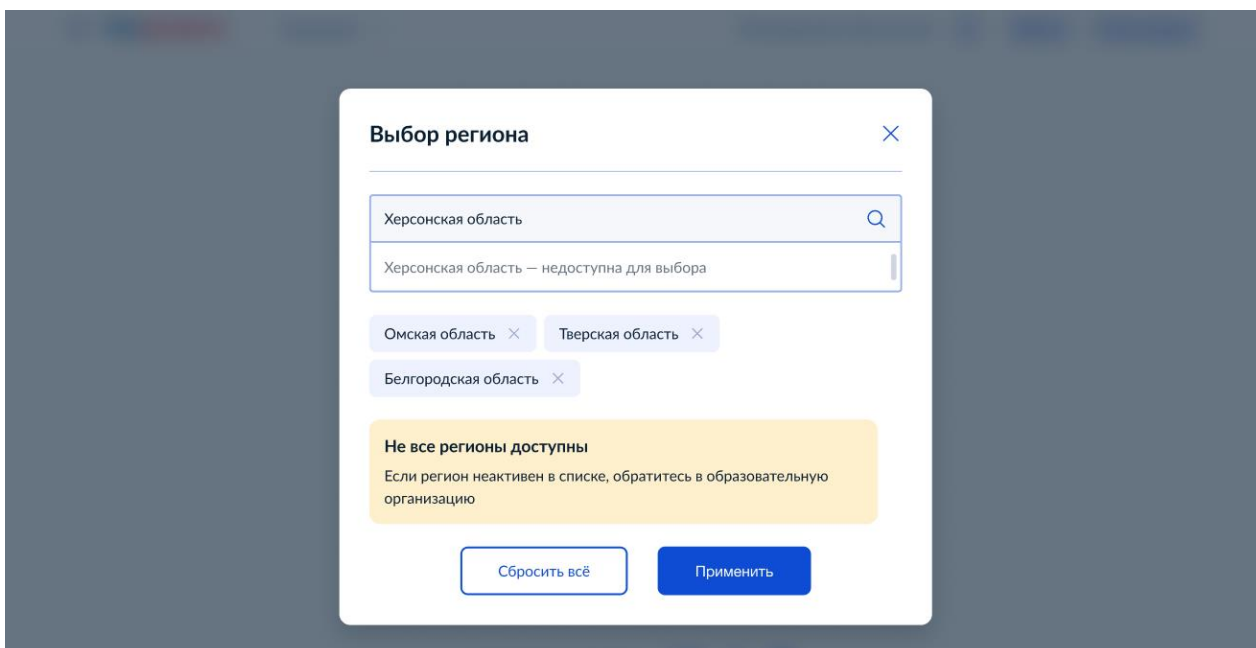 Выбор региона
Херсонская область
Херсонская область — недоступна для выбора
Омская область
Тверская область
Белгородская область
Не все регионы доступны
Если регион неактивен в списке, обратитесь в образовательную
организацию
Сбросить всё
Применить